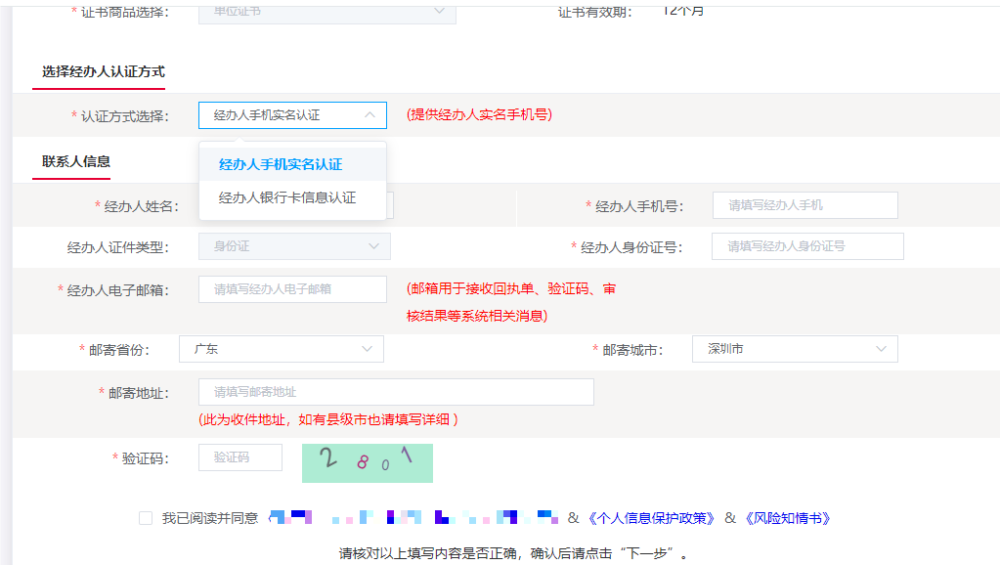 * 证书商品选择： 单位证书 证书有效期： 12个月
选择经办人认证方式
* 认证方式选择： 经办人手机实名认证 (提供经办人实名手机号)
经办人手机实名认证
联系人信息
经办人银行卡信息认证
* 经办人姓名： * 经办人手机号： 请填写经办人手机
经办人证件类型： 身份证 * 经办人身份证号： 请填写经办人身份证号
* 经办人电子邮箱： 请填写经办人电子邮箱 (邮箱用于接收回执单、验证码、审
核结果等系统相关消息)
* 邮寄省份： 广东 * 邮寄城市： 深圳市
* 邮寄地址： 请填写邮寄地址
(此为收件地址，如有县级市也请填写详细 )
* 验证码： 验证码 2 8 0 1
我已阅读并同意 & 《个人信息保护政策》 & 《风险知情书》
请核对以上填写内容是否正确，确认后请点击“下一步”。